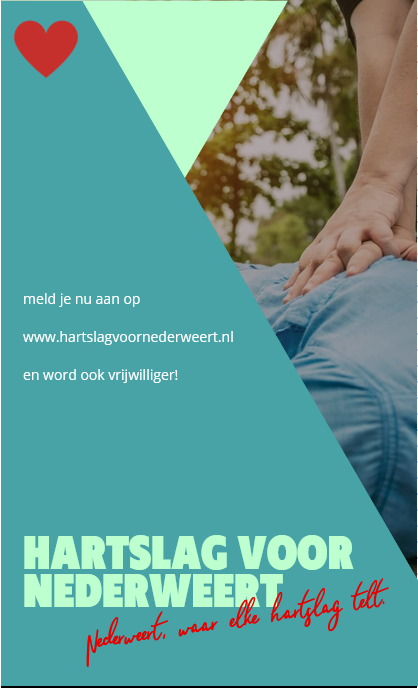 meld je nu aan op
www.hartslagvoornederweert.nl
en word ook vrijwilliger!
HARTSLAG VOOR
NEDERWEERT
Nederweert, waar elke hartslag telt.